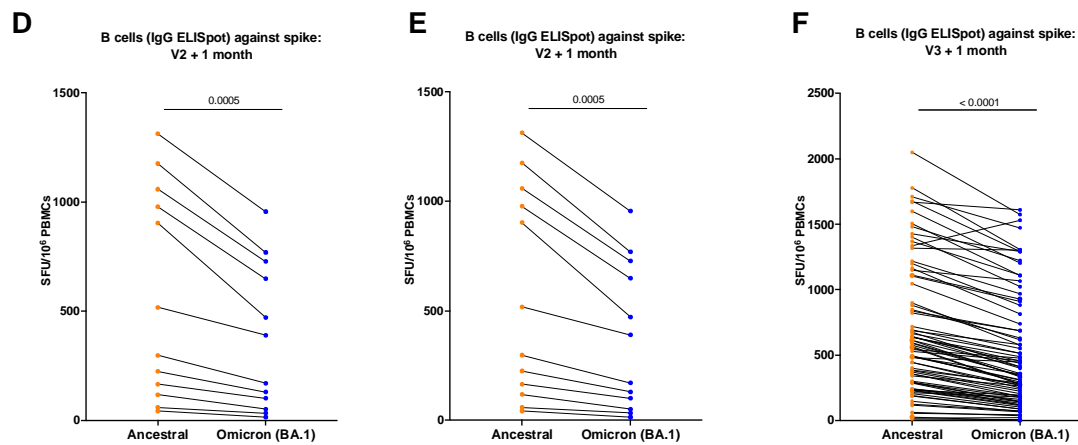 D
B cells (IgG ELISpot) against spike:
V2 + 1 month
0.0005
1500
1000
500
0
SFU/10⁶ PBMCs
Ancestral
Omicron (BA.1)
E
B cells (IgG ELISpot) against spike:
V2 + 1 month
0.0005
1500
1000
500
0
SFU/10⁶ PBMCs
Ancestral
Omicron (BA.1)
F
B cells (IgG ELISpot) against spike:
V3 + 1 month
< 0.0001
2500
2000
1500
1000
500
0
SFU/10⁶ PBMCs
Ancestral
Omicron (BA.1)